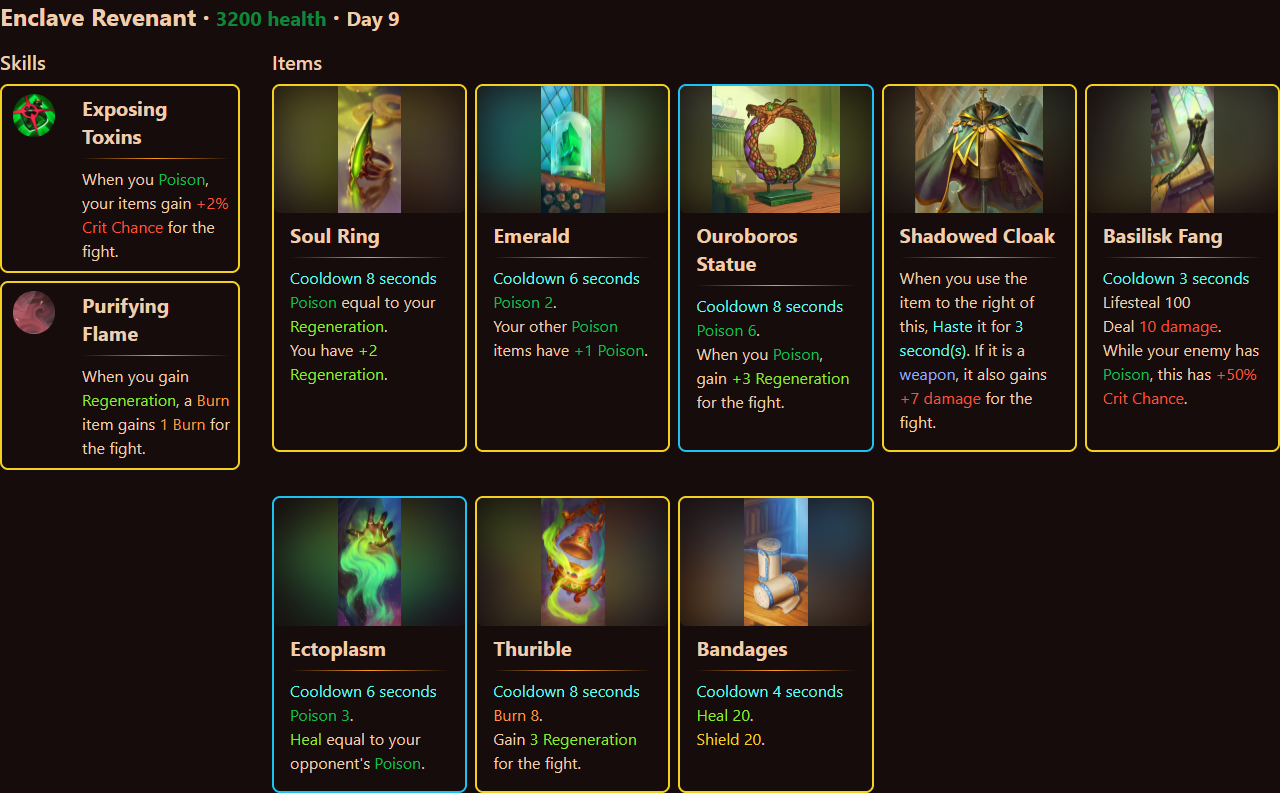 Enclave Revenant · 3200 health · Day 9
Skills
Exposing
Toxins
When you Poison,
your items gain +2%
Crit Chance for the
fight.
Purifying
Flame
When you gain
Regeneration, a Burn
item gains 1 Burn for
the fight.
Items
Soul Ring
Cooldown 8 seconds
Poison equal to your
Regeneration.
You have +2
Regeneration.
Emerald
Cooldown 6 seconds
Poison 2.
Your other Poison
items have +1 Poison.
Ouroboros
Statue
Cooldown 8 seconds
Poison 6.
When you Poison,
gain +3 Regeneration
for the fight.
Shadowed Cloak
When you use the
item to the right of
this, Haste it for 3
second(s). If it is a
weapon, it also gains
+7 damage for the
fight.
Basilisk Fang
Cooldown 3 seconds
Lifesteal 100
Deal 10 damage.
While your enemy has
Poison, this has +50%
Crit Chance.
Ectoplasm
Cooldown 6 seconds
Poison 3.
Heal equal to your
opponent's Poison.
Thurible
Cooldown 8 seconds
Burn 8.
Gain 3 Regeneration
for the fight.
Bandages
Cooldown 4 seconds
Heal 20.
Shield 20.